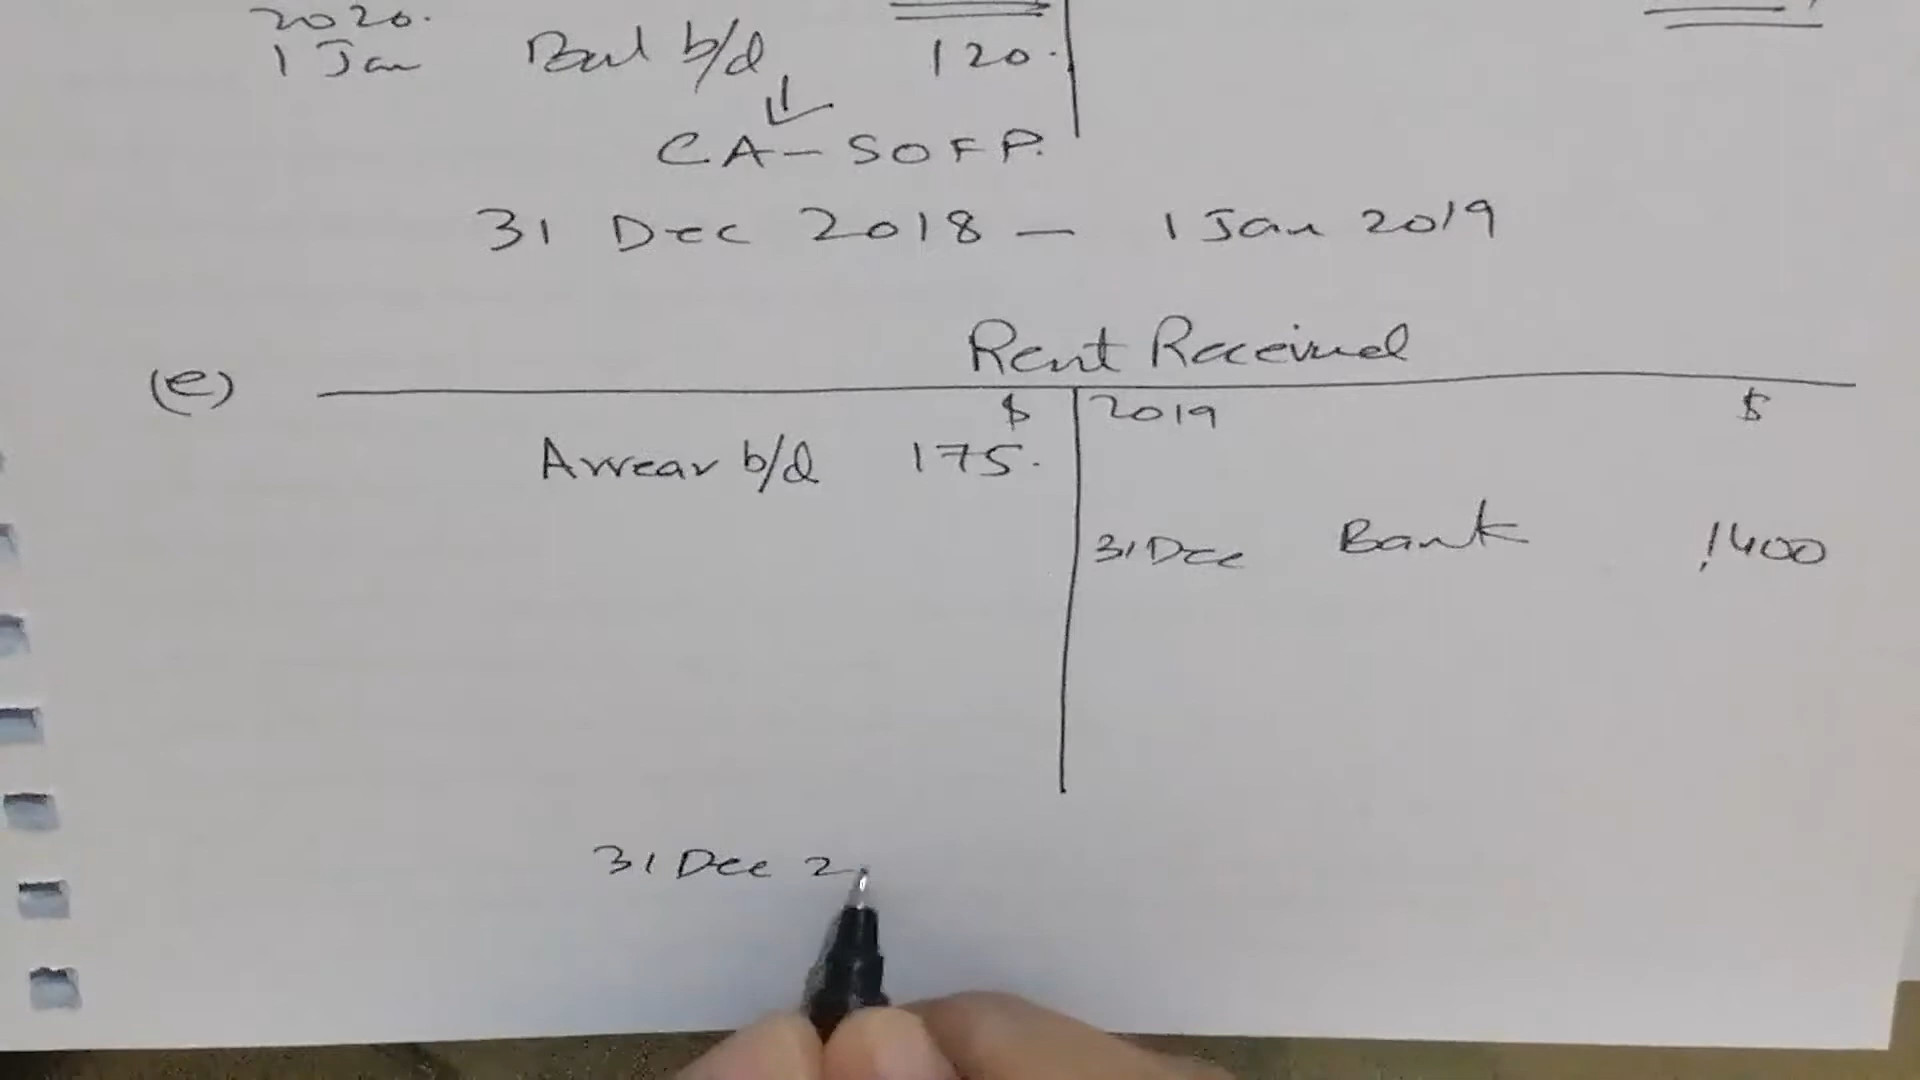 2020.
1 Jan Bal b/d 120.
CA - SOFP.
31 Dec 2018 - 1 Jan 2019
Rent Received
(e)
$ 2019 $
Arrear b/d 175.
31 Dec Bank 1400
31 Dec 2